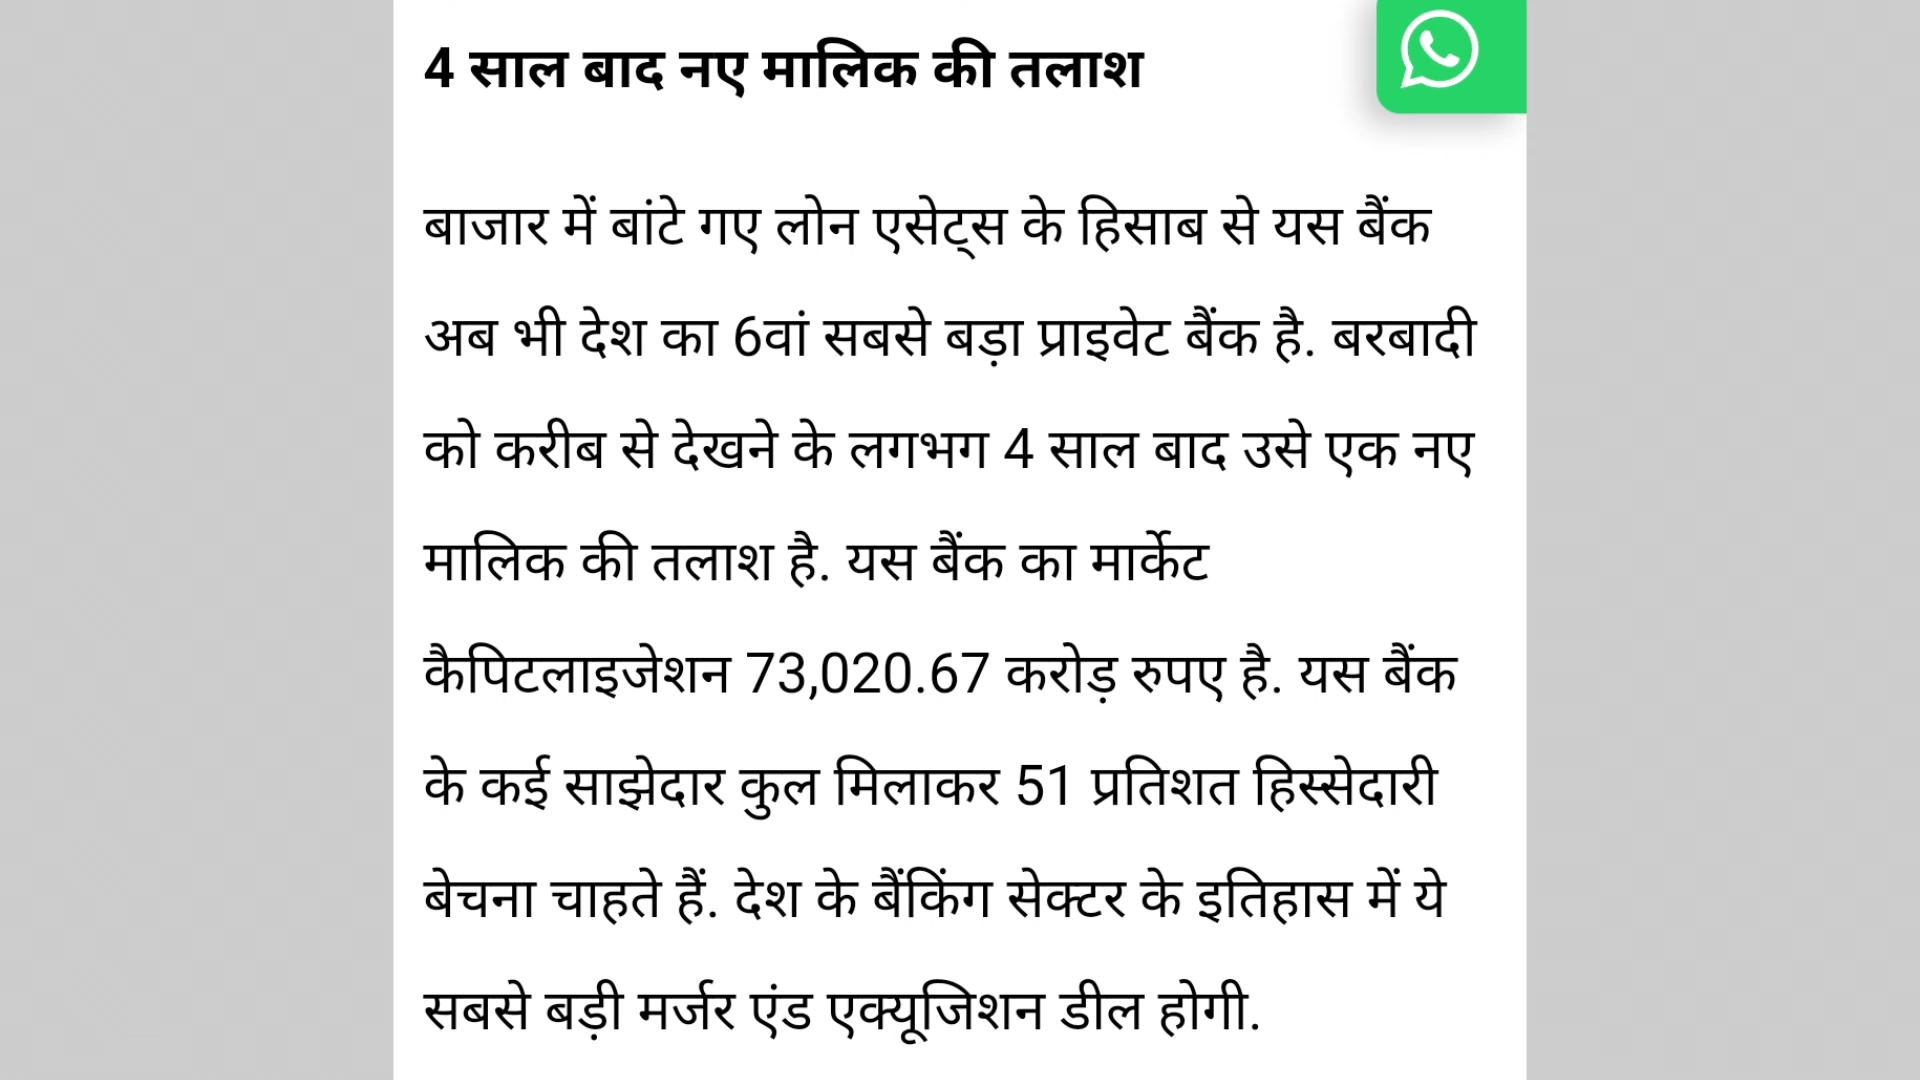 4 साल बाद नए मालिक की तलाश
बाजार में बांटे गए लोन एसेट्स के हिसाब से यस बैंक
अब भी देश का 6वां सबसे बड़ा प्राइवेट बैंक है. बरबादी
को करीब से देखने के लगभग 4 साल बाद उसे एक नए
मालिक की तलाश है. यस बैंक का मार्केट
कैपिटलाइजेशन 73,020.67 करोड़ रुपए है. यस बैंक
के कई साझेदार कुल मिलाकर 51 प्रतिशत हिस्सेदारी
बेचना चाहते हैं. देश के बैंकिंग सेक्टर के इतिहास में ये
सबसे बड़ी मर्जर एंड एक्यूजिशन डील होगी.